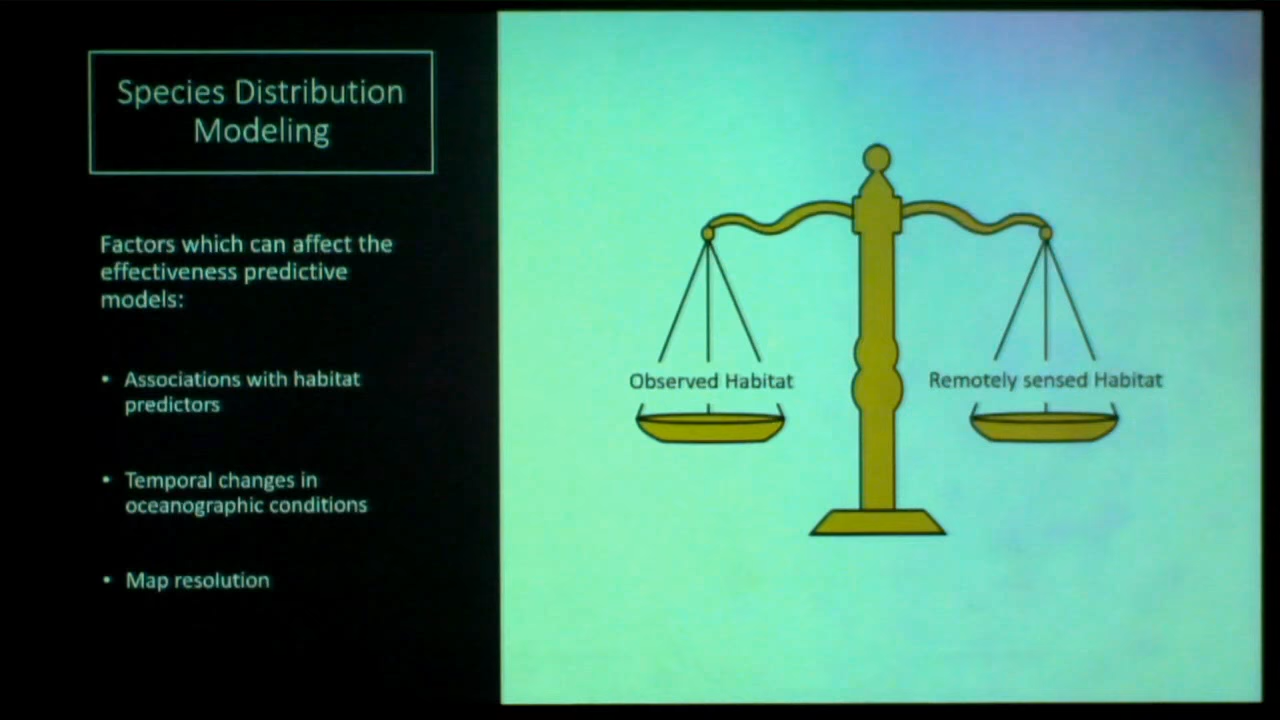 Species Distribution
Modeling
Factors which can affect the
effectiveness predictive
models:
• Associations with habitat
predictors
• Temporal changes in
oceanographic conditions
• Map resolution
Observed Habitat
Remotely sensed Habitat